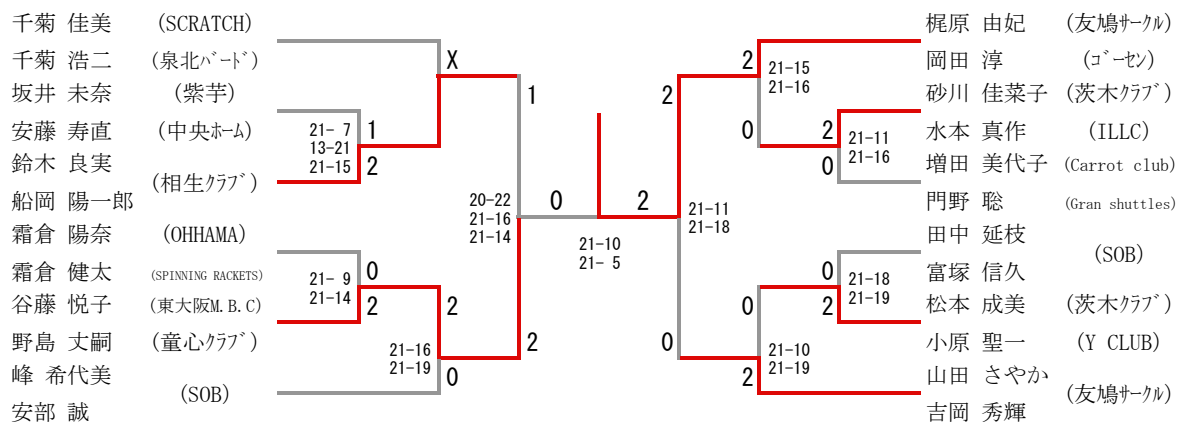 千菊 佳美 (SCRATCH)
千菊 浩二 (泉北ﾊﾞｰﾄﾞ)
坂井 未奈 (紫芋)
安藤 寿直 (中央ﾎｰﾑ)
鈴木 良実
(相生ｸﾗﾌﾞ)
船岡 陽一郎
霜倉 陽奈 (OHHAMA)
霜倉 健太 (SPINNING RACKETS)
谷藤 悦子 (東大阪M.B.C)
野島 丈嗣 (童心ｸﾗﾌﾞ)
峰 希代美
(SOB)
安部 誠
X
1
21- 7
13-21
21-15
1
2
20-22
21-16
21-14
0
21- 9
21-14
0
2
2
21-16
21-19
0
2
2
21-10
21- 5
2
21-11
21-18
0
2
21-15
21-16
0
2
21-11
21-16
0
0
21-18
21-19
2
0
21-10
21-19
2
梶原 由妃 (友鳩ｻｰｸﾙ)
岡田 淳 (ｺﾞｰｾﾝ)
砂川 佳菜子 (茨木ｸﾗﾌﾞ)
水本 真作 (ILLC)
増田 美代子 (Carrot club)
門野 聡 (Gran shuttles)
田中 延枝
(SOB)
富塚 信久
松本 成美 (茨木ｸﾗﾌﾞ)
小原 聖一 (Y CLUB)
山田 さやか
(友鳩ｻｰｸﾙ)
吉岡 秀輝